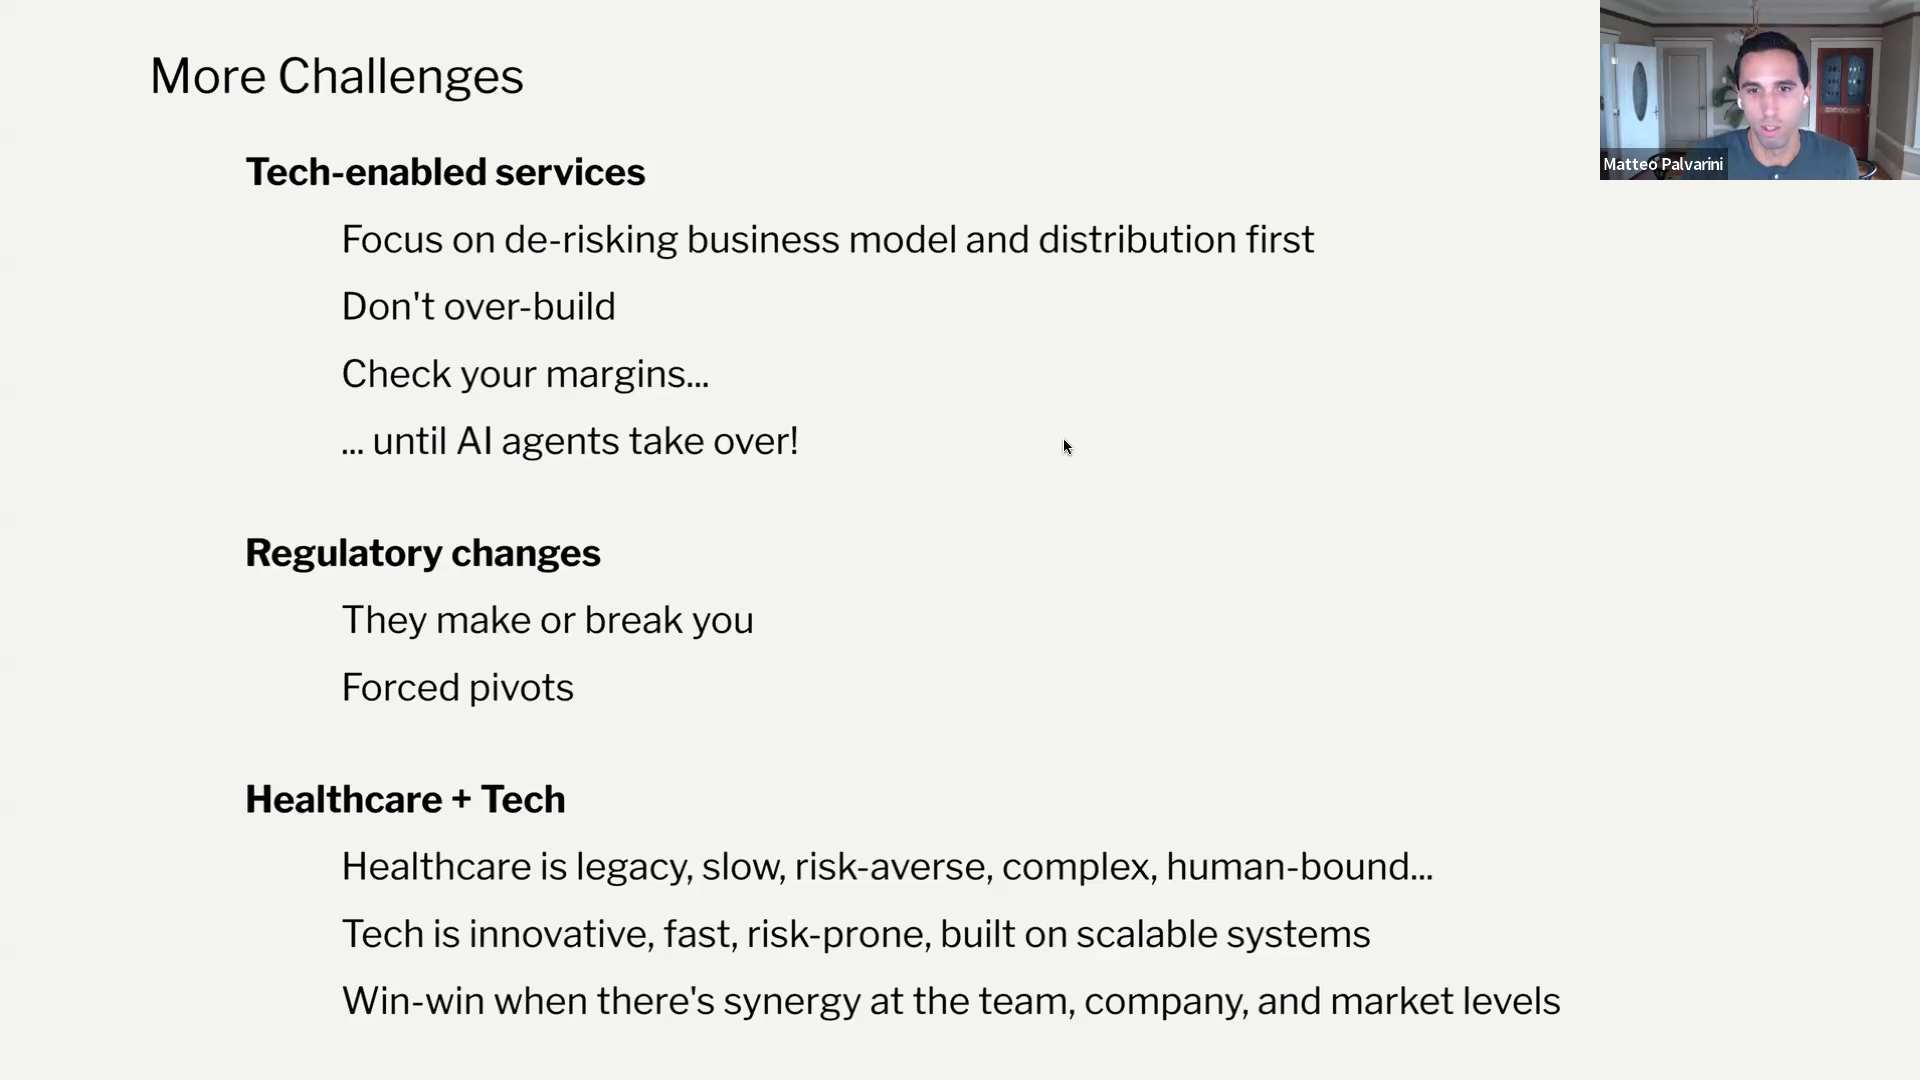 More Challenges
Matteo Palvarini
Tech-enabled services
Focus on de-risking business model and distribution first
Don't over-build
Check your margins...
... until AI agents take over!
Regulatory changes
They make or break you
Forced pivots
Healthcare + Tech
Healthcare is legacy, slow, risk-averse, complex, human-bound...
Tech is innovative, fast, risk-prone, built on scalable systems
Win-win when there's synergy at the team, company, and market levels